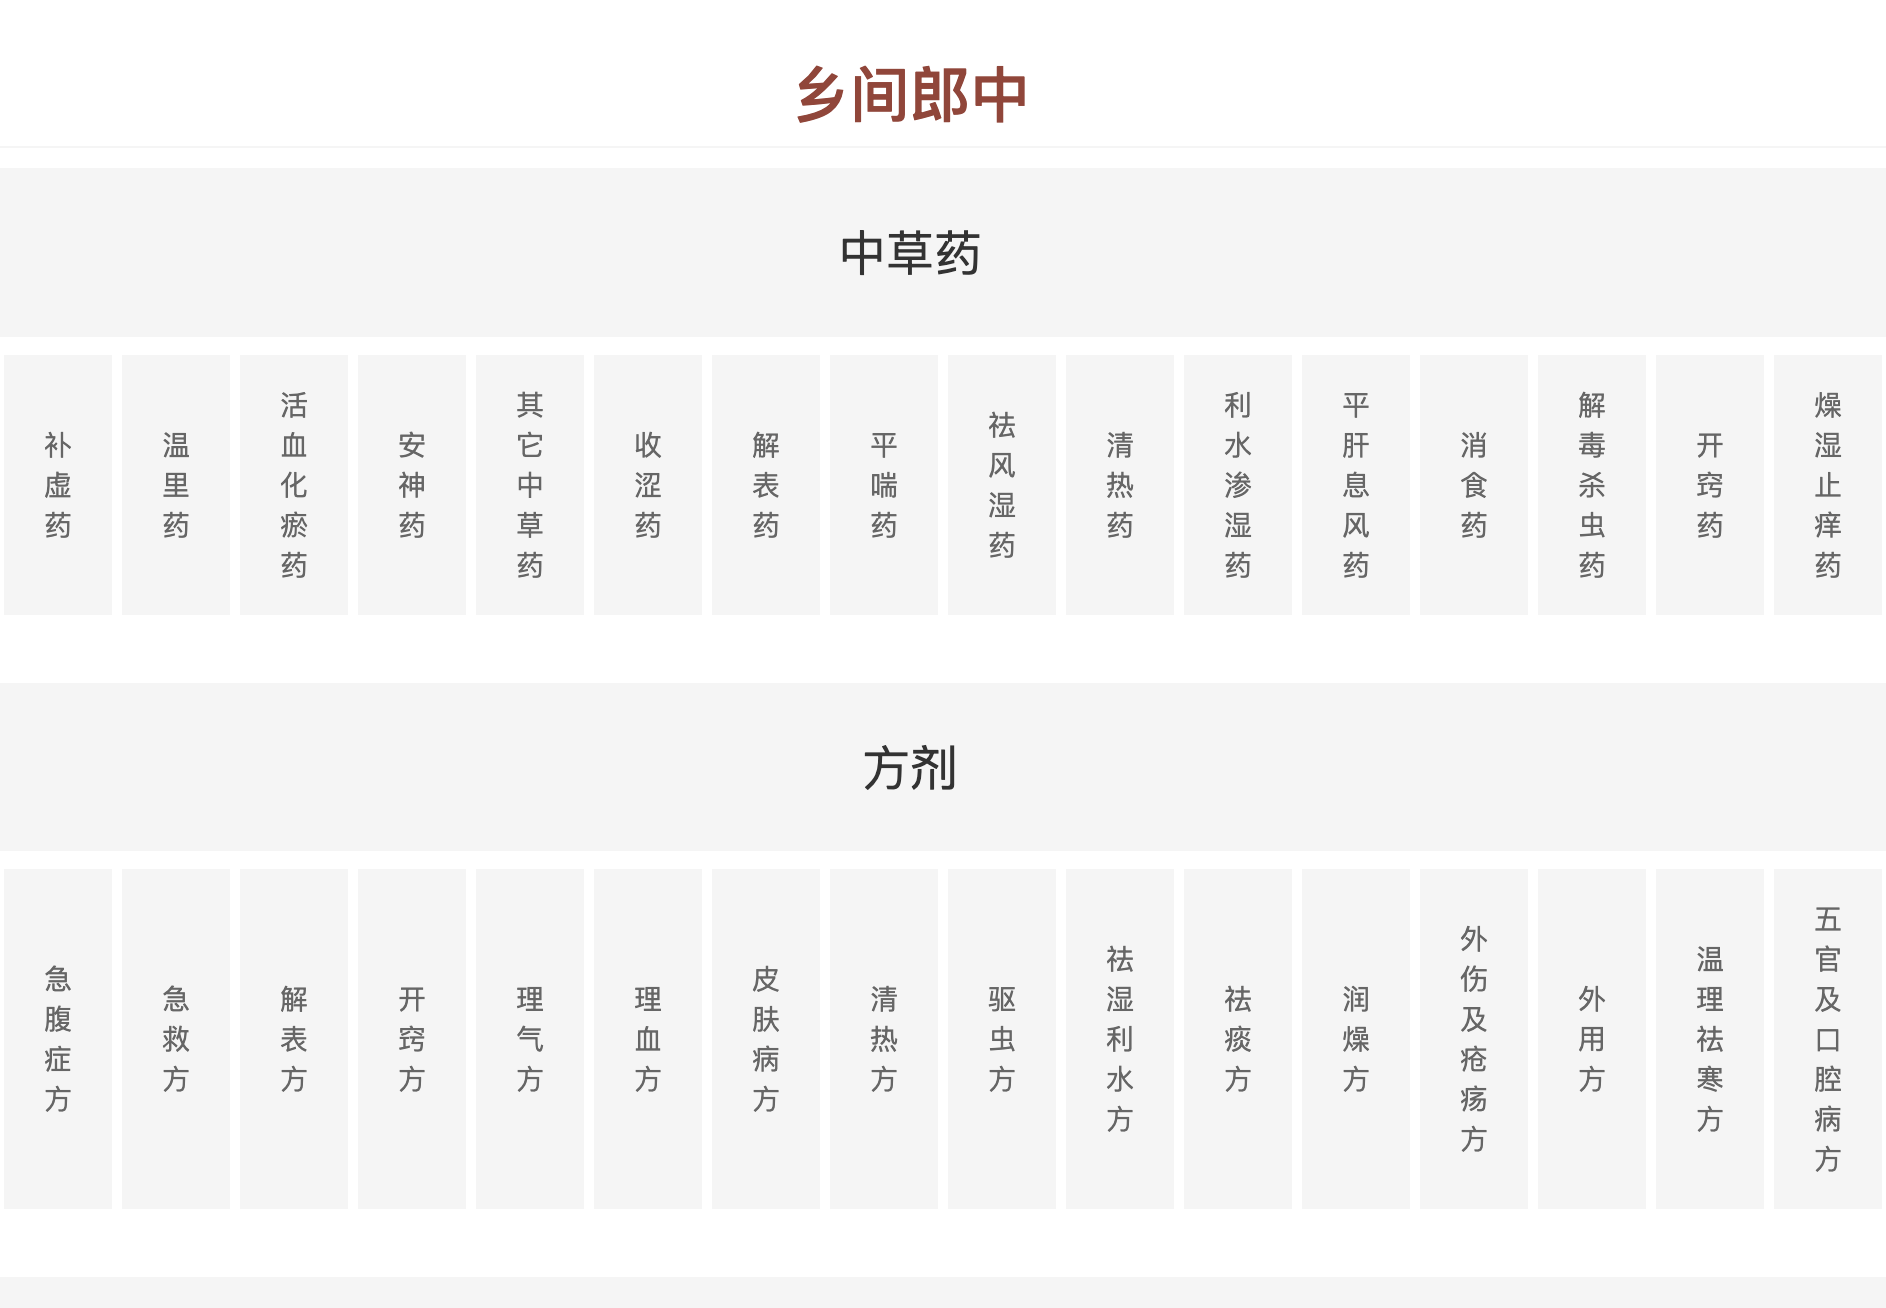 乡间郎中
中草药
补虚药
温里药
活血化瘀药
安神药
其它中草药
收涩药
解表药
平喘药
祛风湿药
清热药
利水渗湿药
平肝息风药
消食药
解毒杀虫药
开窍药
燥湿止痒药
方剂
急腹症方
急救方
解表方
开窍方
理气方
理血方
皮肤病方
清热方
驱虫方
祛湿利水方
祛痰方
润燥方
外伤及疮疡方
外用方
温理祛寒方
五官及口腔病方